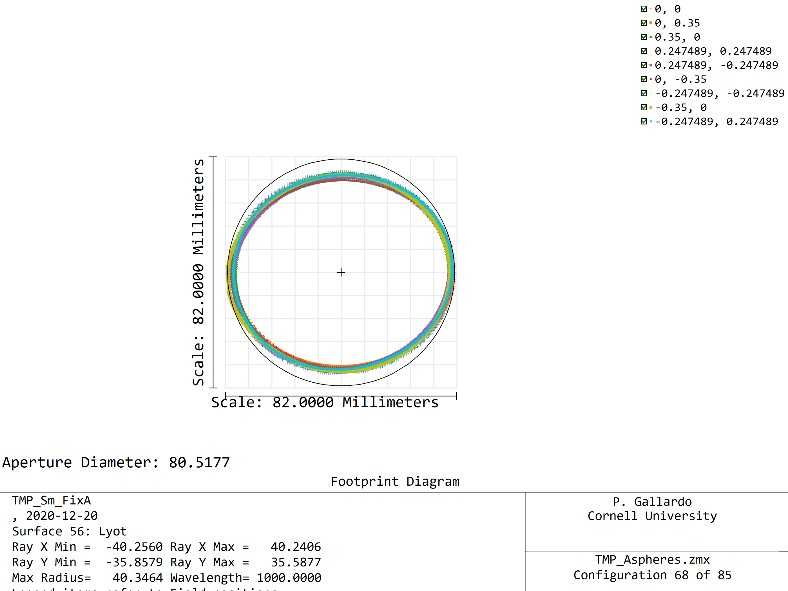 0, 0
0, 0.35
0.35, 0
0.247489, 0.247489
0.247489, -0.247489
0, -0.35
-0.247489, -0.247489
-0.35, 0
-0.247489, 0.247489
Scale: 82.0000 Millimeters
Scale: 82.0000 Millimeters
Aperture Diameter: 80.5177
Footprint Diagram
TMP_Sm_FixA
, 2020-12-20
Surface 56: Lyot
Ray X Min = -40.2560 Ray X Max = 40.2406
Ray Y Min = -35.8579 Ray Y Max = 35.5877
Max Radius= 40.3464 Wavelength= 1000.0000
P. Gallardo
Cornell University
TMP_Aspheres.zmx
Configuration 68 of 85